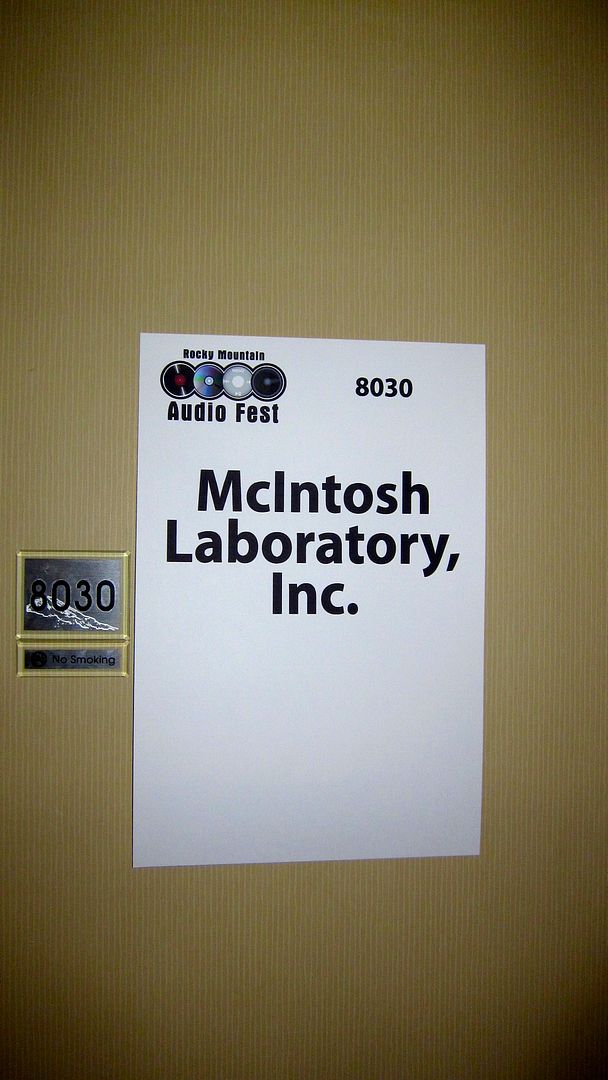 Rocky Mountain
Audio Fest
8030
McIntosh
Laboratory,
Inc.
8030
No Smoking